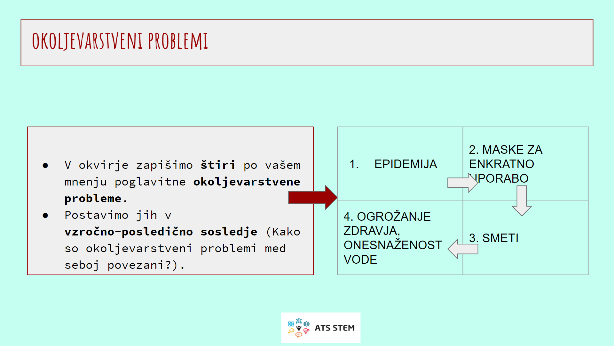 OKOLJEVARSTVENI PROBLEMI
● V okvirje zapišimo štiri po vašem
mnenju poglavitne okoljevarstvene
probleme.
● Postavimo jih v
vzročno-posledično sosledje (Kako
so okoljevarstveni problemi med
seboj povezani?).
1. EPIDEMIJA
2. MASKE ZA
ENKRATNO
UPORABO
3. SMETI
4. OGROŽANJE
ZDRAVJA,
ONESNAŽENOST
VODE
ATS STEM